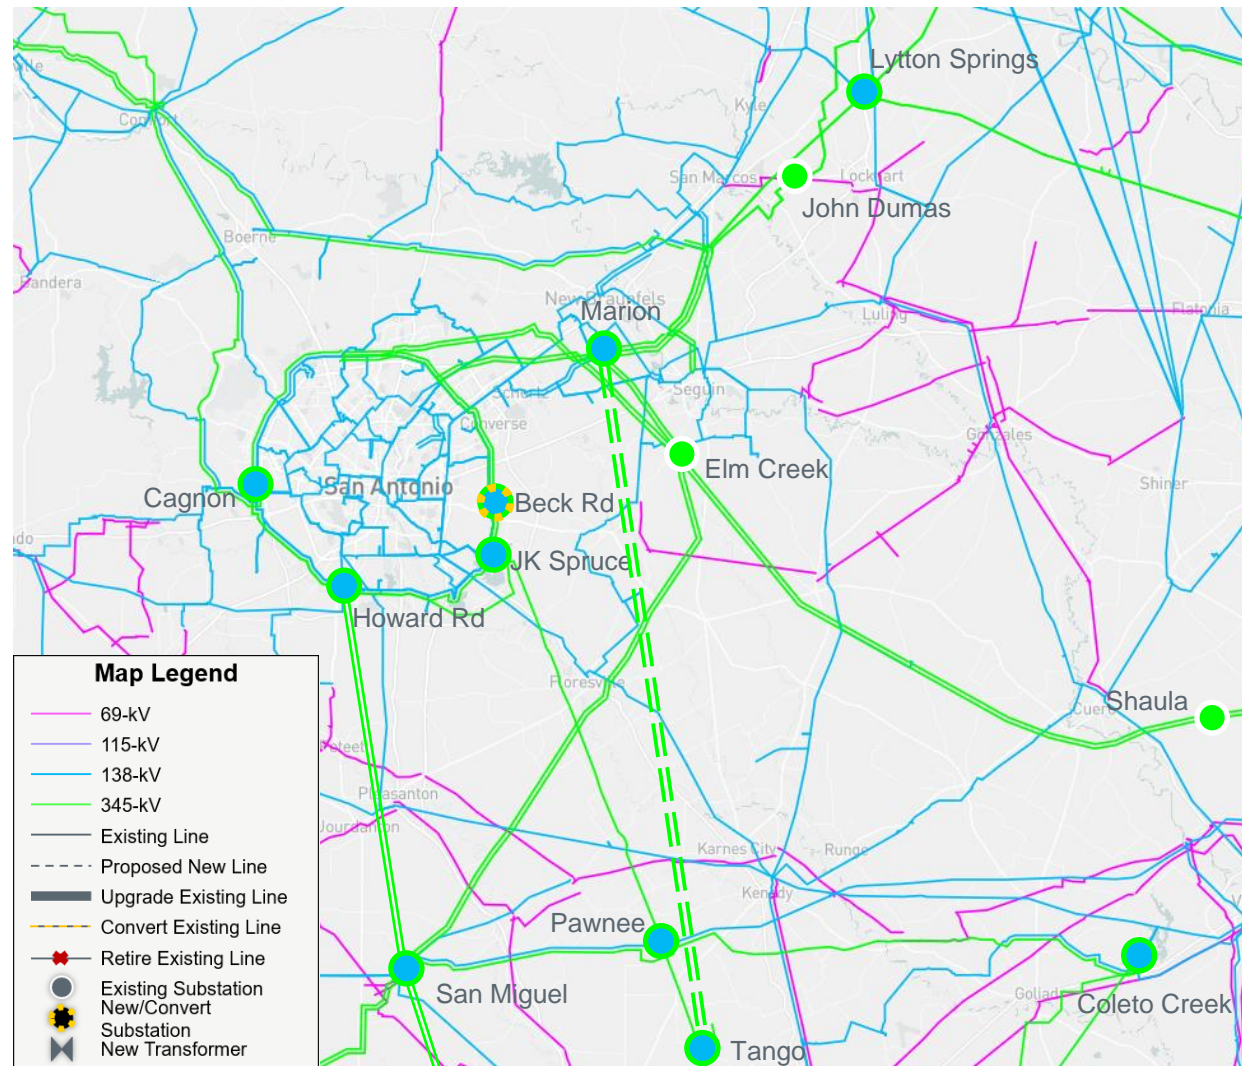 Lytton Springs
Kyle
Comfort
San Marcos
Lockhart
John Dumas
Boerne
Bandera
New Braunfels
Marion
Luling
Flatonia
Schertz
Seguin
Converse
Gonzales
Elm Creek
Shiner
San Antonio
Cagnon
Beck Rd
JK Spruce
Howard Rd
Floresville
Shaula
Cuero
Map Legend
69-kV
115-kV
138-kV
345-kV
Existing Line
Proposed New Line
Upgrade Existing Line
Convert Existing Line
Retire Existing Line
Existing Substation
New/Convert
Substation
New Transformer
Poteet
Pleasanton
Jourdanton
Karnes City
Runge
Kenedy
Pawnee
San Miguel
Goliad
Coleto Creek
Tango